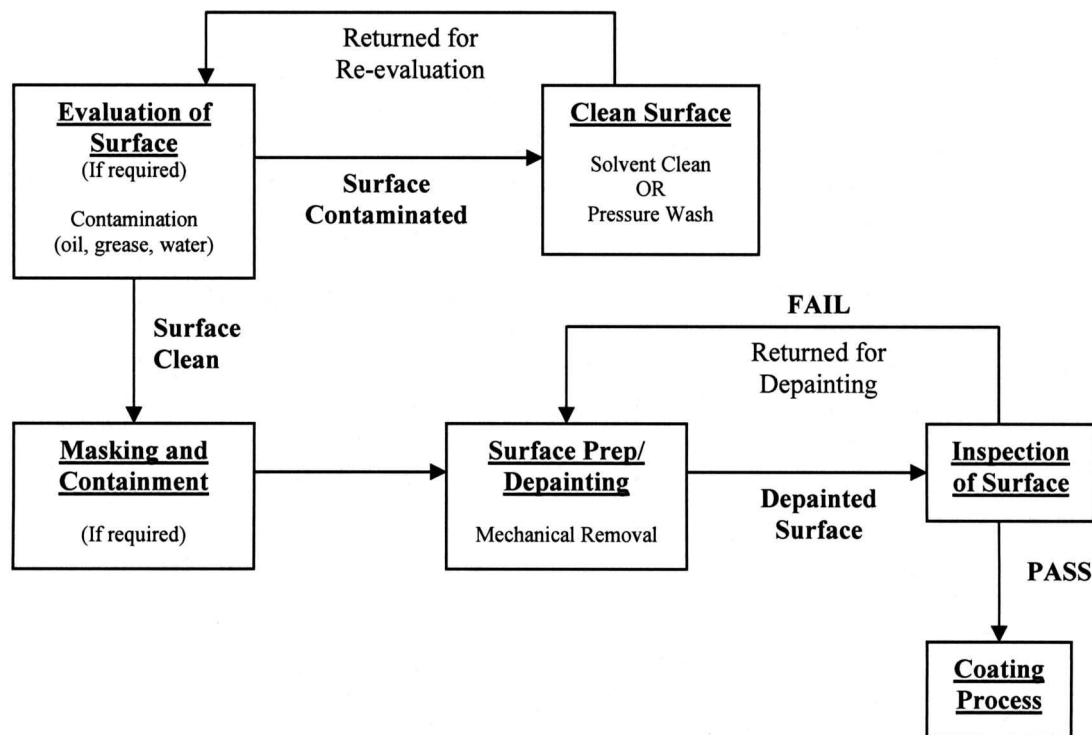 Returned for
Re-evaluation
Evaluation of
Surface
(If required)
Contamination
(oil, grease, water)
Surface
Contaminated
Clean Surface
Solvent Clean
OR
Pressure Wash
Surface
Clean
FAIL
Returned for
Depainting
Masking and
Containment
(If required)
Surface Prep/
Depainting
Mechanical Removal
Depainted
Surface
Inspection
of Surface
PASS
Coating
Process